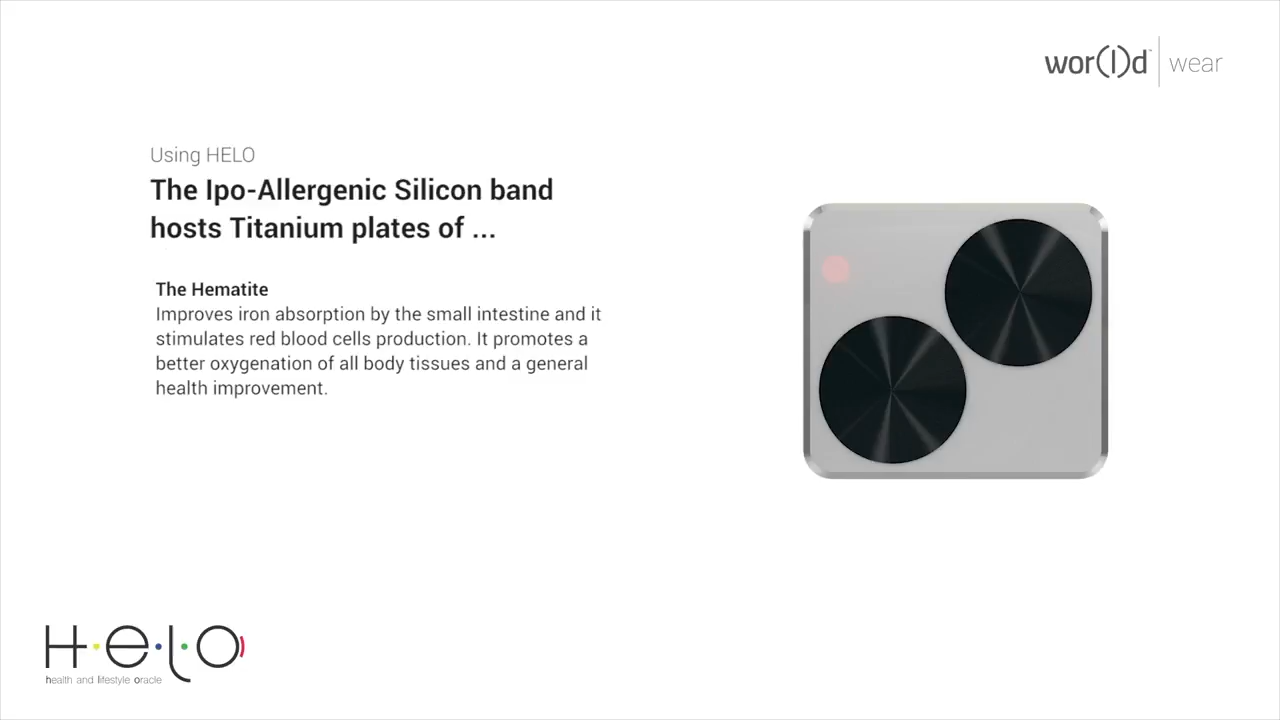 wor(l)d™ | wear
Using HELO
The Ipo-Allergenic Silicon band
hosts Titanium plates of ...
The Hematite
Improves iron absorption by the small intestine and it
stimulates red blood cells production. It promotes a
better oxygenation of all body tissues and a general
health improvement.
H·e·l·o
health and lifestyle oracle